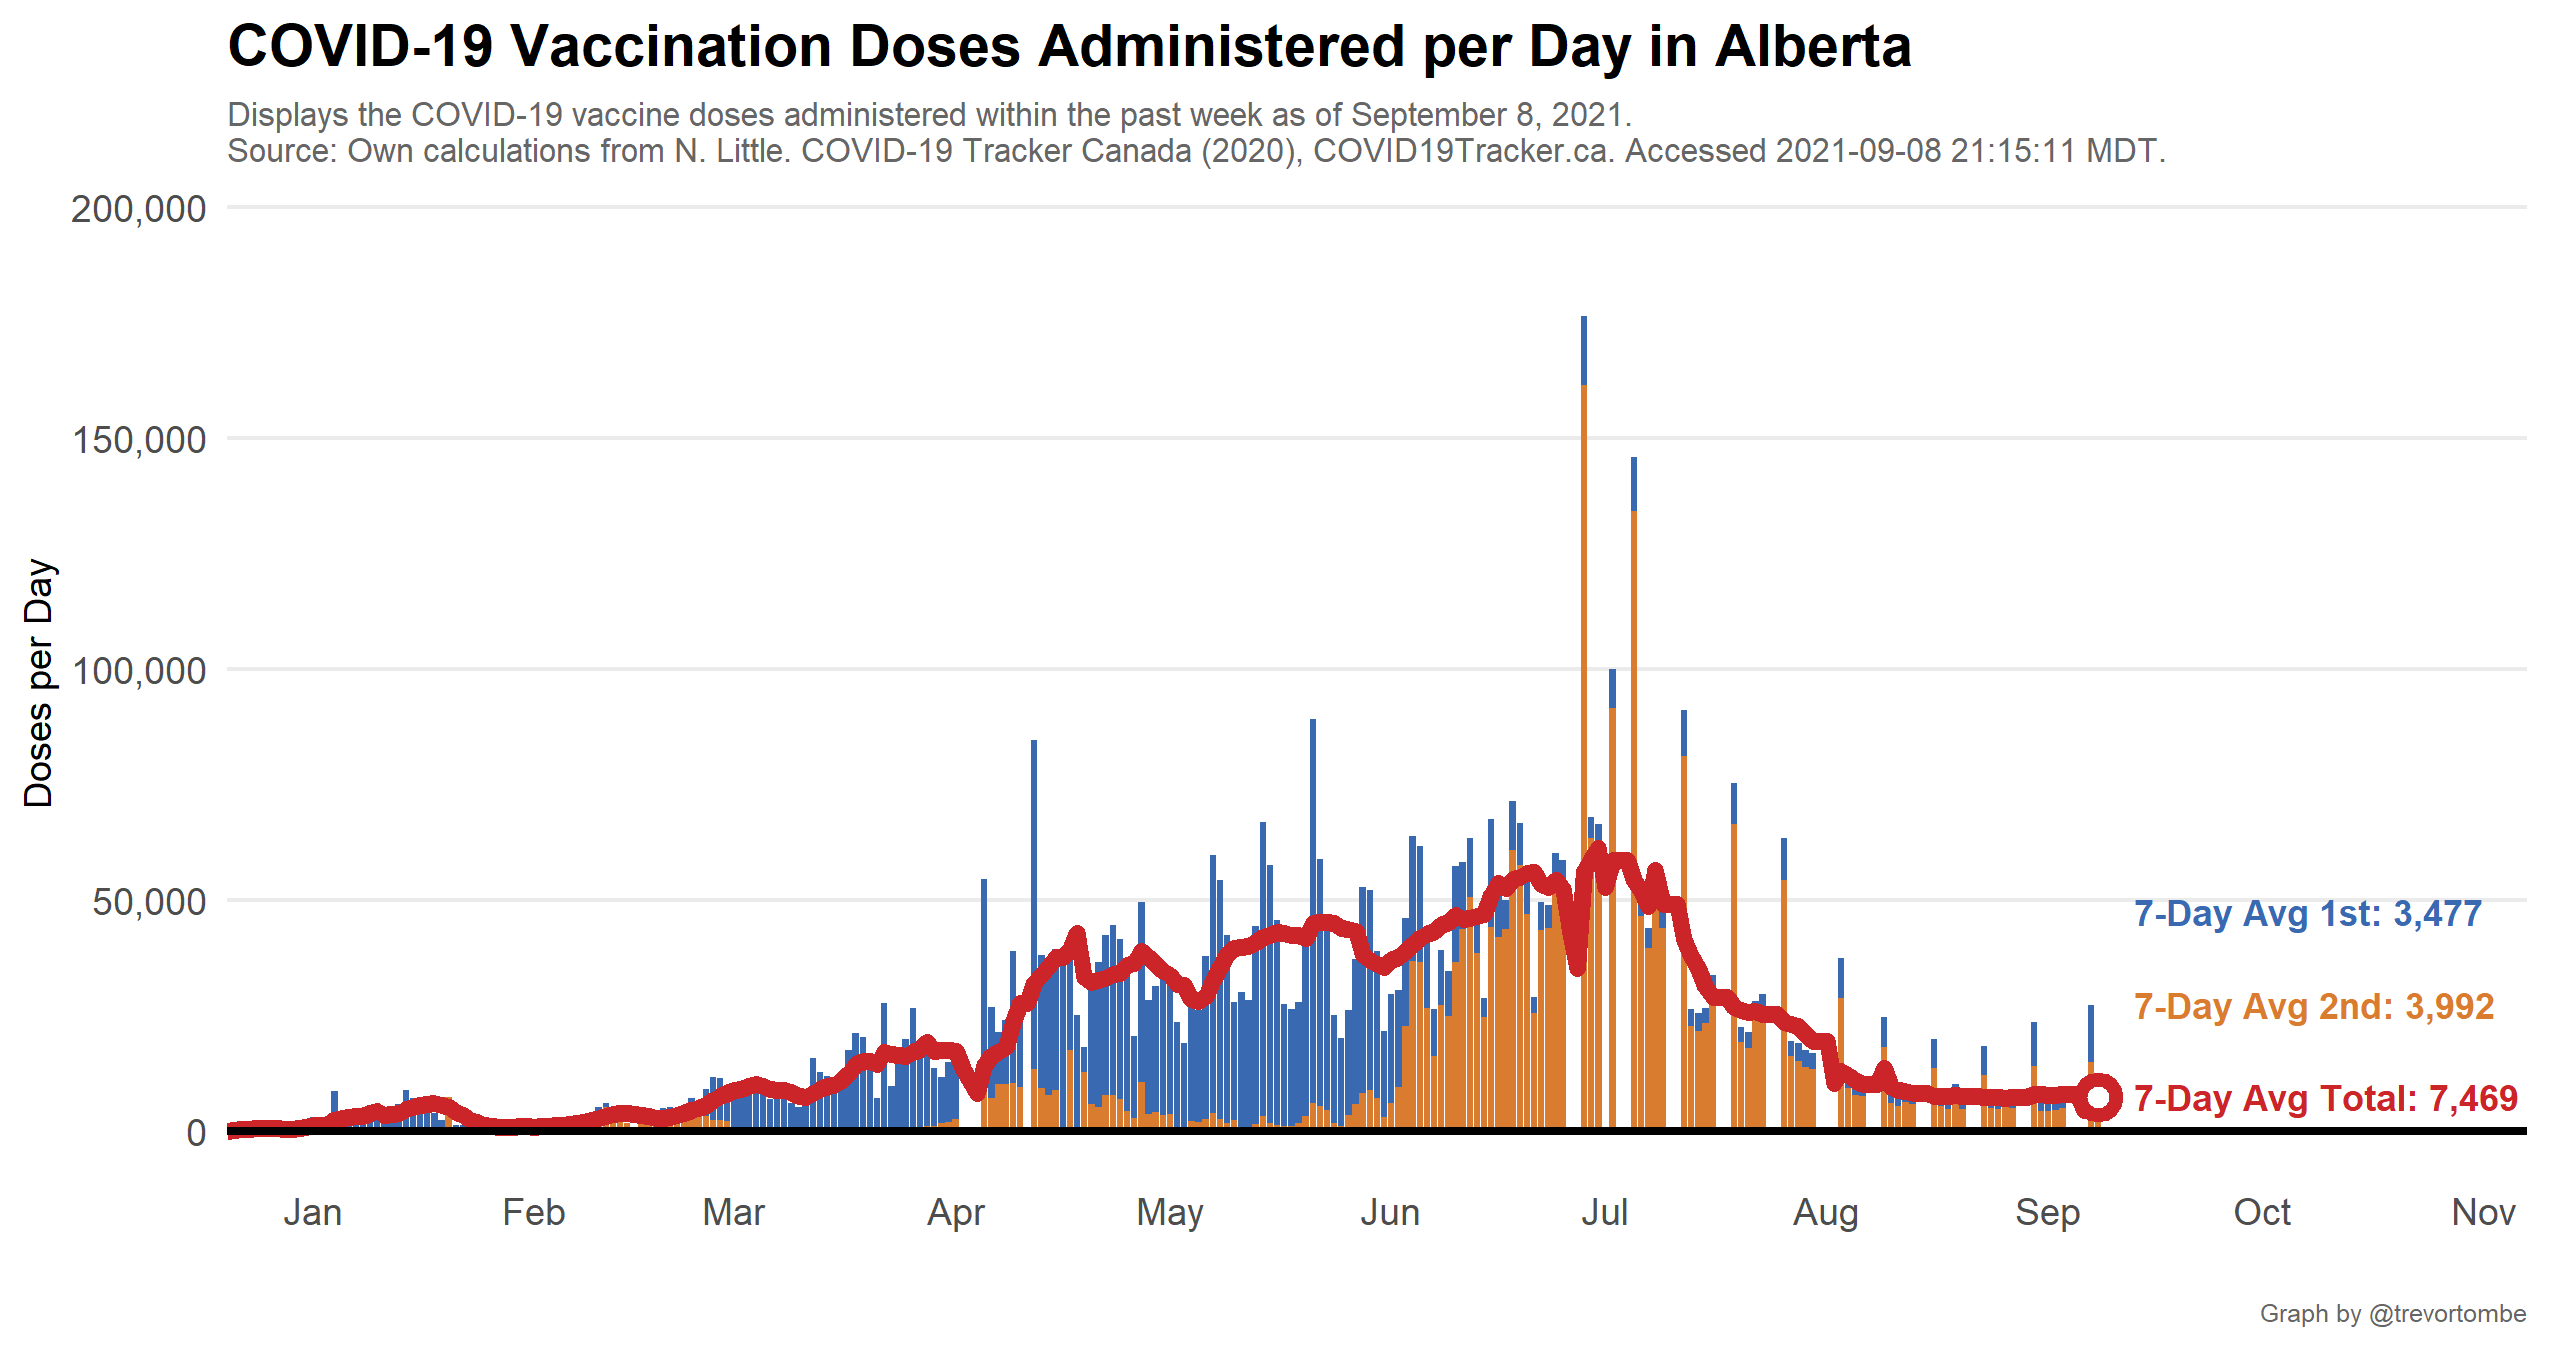 COVID-19 Vaccination Doses Administered per Day in Alberta
Displays the COVID-19 vaccine doses administered within the past week as of September 8, 2021.
Source: Own calculations from N. Little. COVID-19 Tracker Canada (2020), COVID19Tracker.ca. Accessed 2021-09-08 21:15:11 MDT.
Doses per Day
200,000
150,000
100,000
50,000
0
7-Day Avg 1st: 3,477
7-Day Avg 2nd: 3,992
7-Day Avg Total: 7,469
Jan Feb Mar Apr May Jun Jul Aug Sep Oct Nov
Graph by @trevortombe